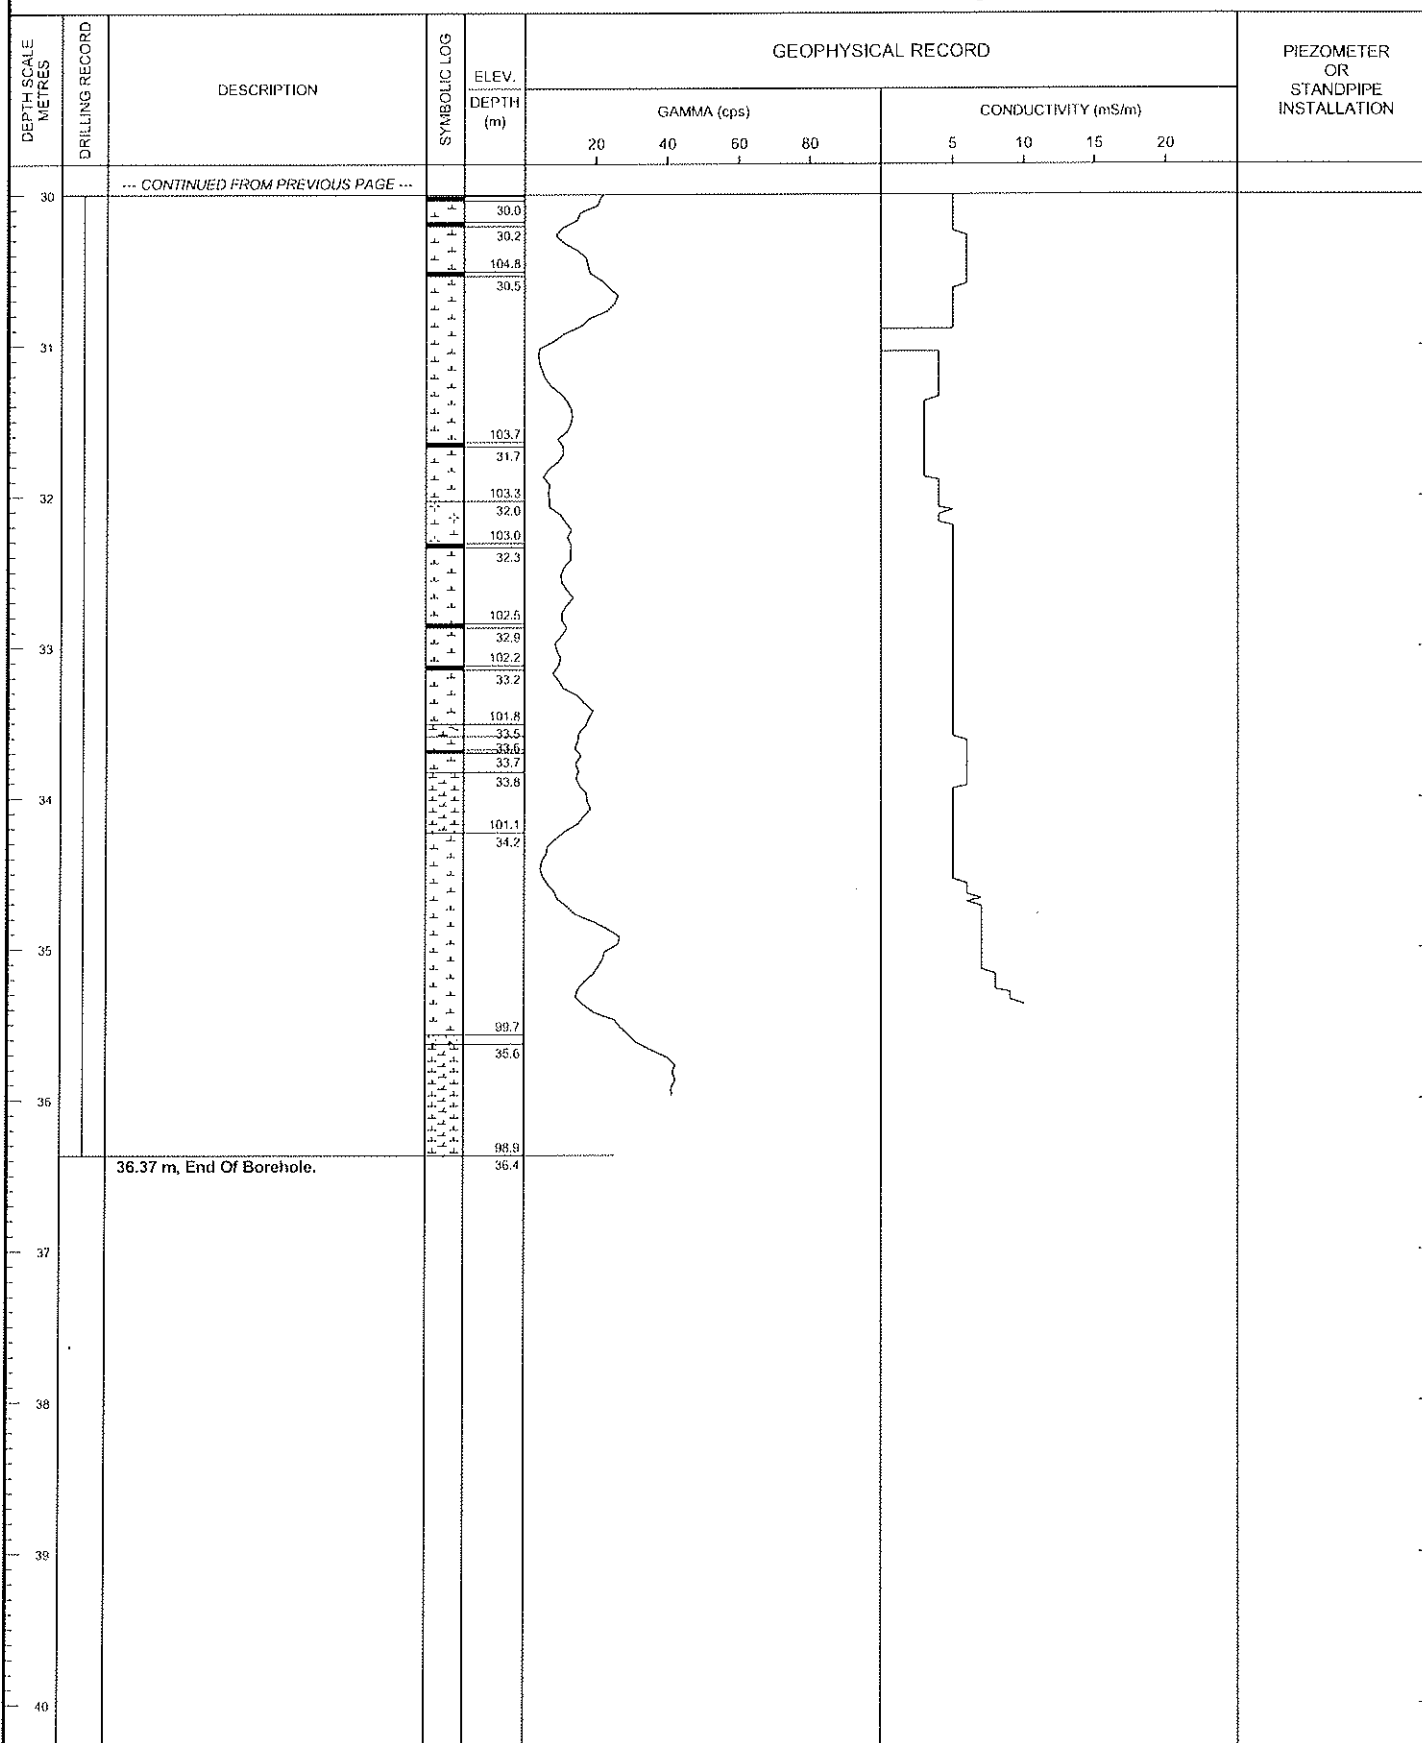 DEPTH SCALE
METRES
DRILLING RECORD
DESCRIPTION
SYMBOLIC LOG
ELEV.
DEPTH
(m)
GEOPHYSICAL RECORD
GAMMA (cps)
20 40 60 80
CONDUCTIVITY (mS/m)
5 10 15 20
PIEZOMETER
OR
STANDPIPE
INSTALLATION
--- CONTINUED FROM PREVIOUS PAGE ---
30
30.0
30.2
104.8
30.5
31
103.7
31.7
103.3
32
32.0
103.0
32.3
102.5
32.9
33
102.2
33.2
101.8
33.5
33.6
33.7
33.8
34
101.1
34.2
35
99.7
35.6
36
98.9
36.37 m, End Of Borehole.
36.4
37
38
39
40